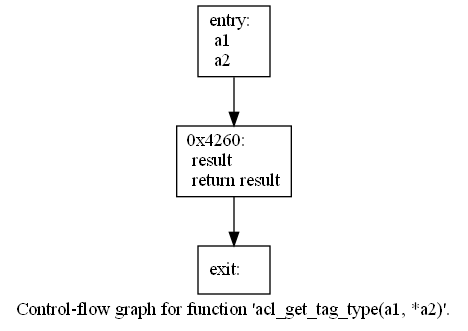 entry:
a1
a2
0x4260:
result
return result
exit:
Control-flow graph for function 'acl_get_tag_type(a1, *a2)'.